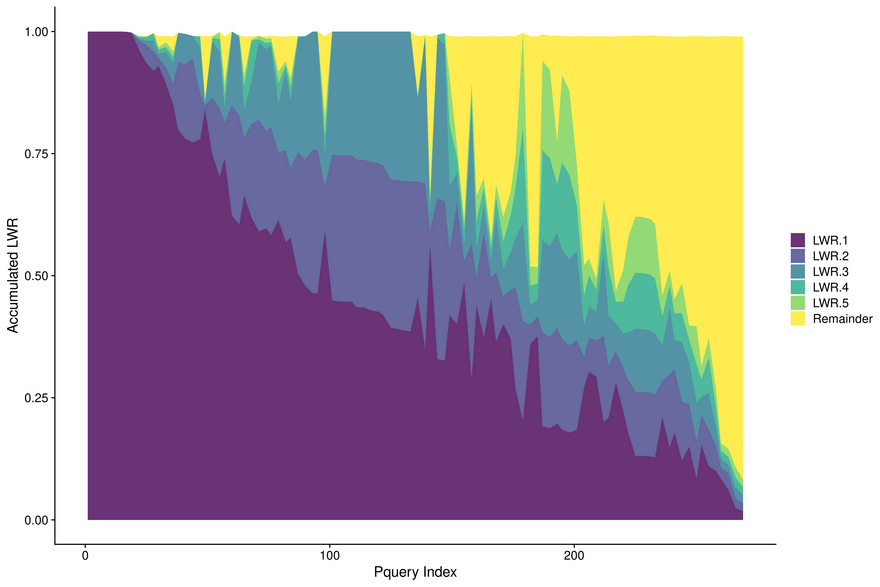 1.00
0.75
0.50
0.25
0.00
Accumulated LWR
0
100
200
Pquery Index
LWR.1
LWR.2
LWR.3
LWR.4
LWR.5
Remainder